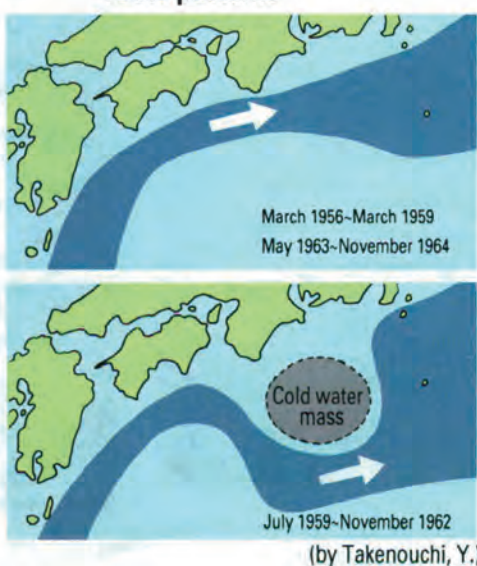 March 1956~March 1959
May 1963~November 1964
Cold water
mass
July 1959~November 1962
(by Takenouchi, Y.)